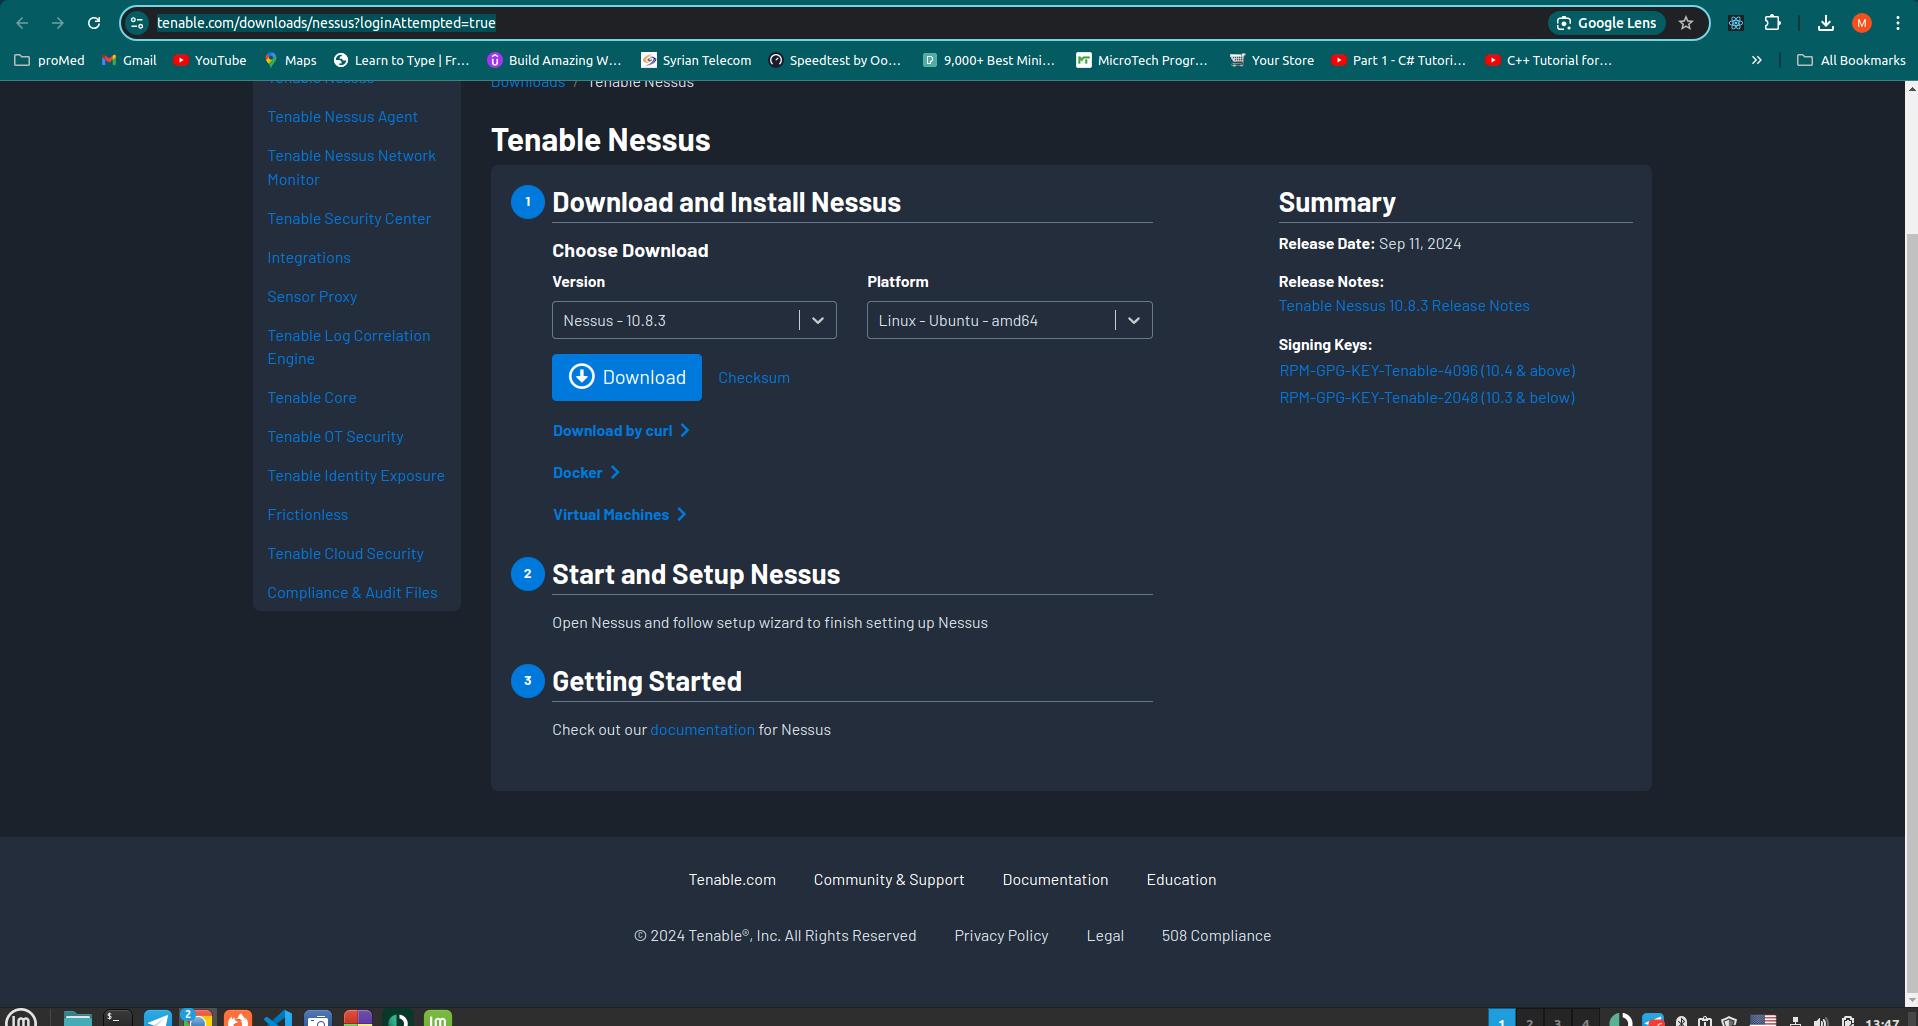 tenable.com/downloads/nessus?loginAttempted=true
Google Lens
M
proMed
Gmail
YouTube
Maps
Learn to Type | Fr...
Build Amazing W...
Syrian Telecom
Speedtest by Oo...
9,000+ Best Mini...
MicroTech Progr...
Your Store
Part 1 - C# Tutori...
C++ Tutorial for...
All Bookmarks
Tenable Nessus
Tenable Nessus Agent
Tenable Nessus Network
Monitor
Tenable Security Center
Integrations
Sensor Proxy
Tenable Log Correlation
Engine
Tenable Core
Tenable OT Security
Tenable Identity Exposure
Frictionless
Tenable Cloud Security
Compliance & Audit Files
Downloads / Tenable Nessus
Tenable Nessus
1 Download and Install Nessus
Choose Download
Version
Platform
Nessus - 10.8.3
Linux - Ubuntu - amd64
Download
Checksum
Download by curl
Docker
Virtual Machines
2 Start and Setup Nessus
Open Nessus and follow setup wizard to finish setting up Nessus
3 Getting Started
Check out our documentation for Nessus
Summary
Release Date: Sep 11, 2024
Release Notes:
Tenable Nessus 10.8.3 Release Notes
Signing Keys:
RPM-GPG-KEY-Tenable-4096 (10.4 & above)
RPM-GPG-KEY-Tenable-2048 (10.3 & below)
Tenable.com
Community & Support
Documentation
Education
© 2024 Tenable®, Inc. All Rights Reserved
Privacy Policy
Legal
508 Compliance
2
1
2
3
4
13:47